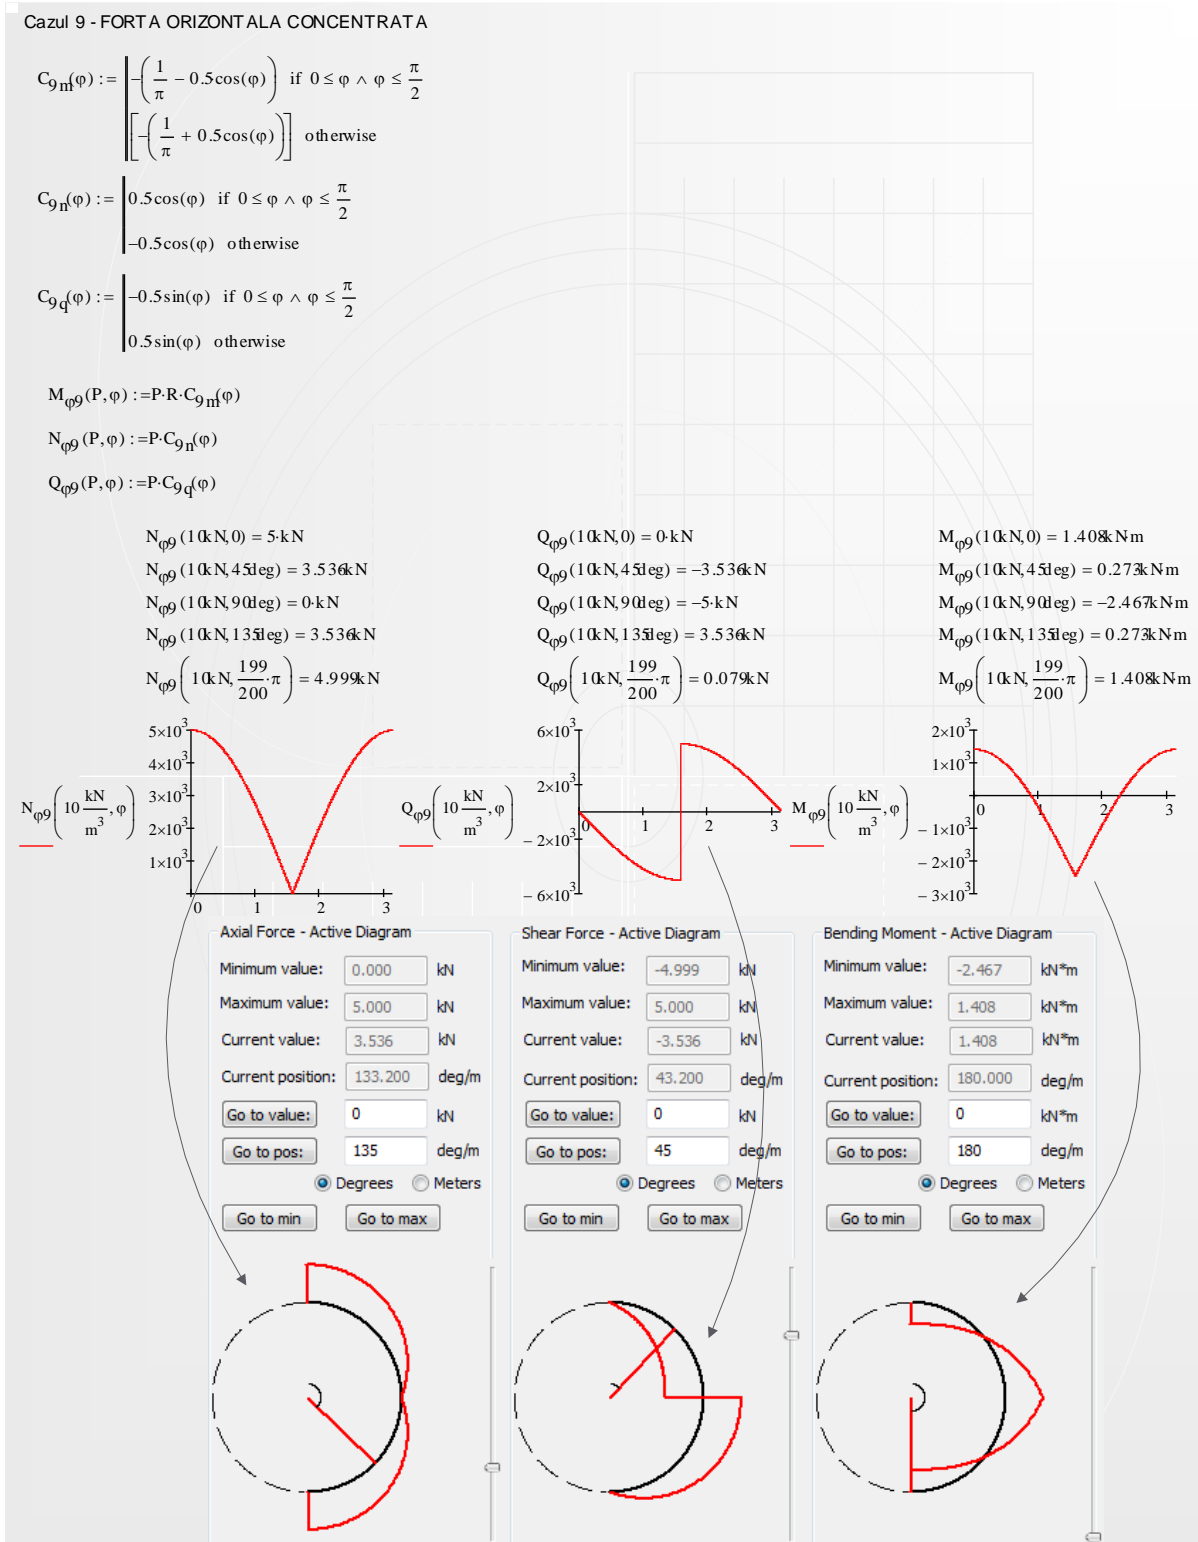 Cazul 9 - FORTA ORIZONTALA CONCENTRATA
C9m(φ) := | -(1/π − 0.5cos(φ)) if 0 ≤ φ ∧ φ ≤ π/2
[-(1/π + 0.5cos(φ))] otherwise
C9n(φ) := | 0.5cos(φ) if 0 ≤ φ ∧ φ ≤ π/2
−0.5cos(φ) otherwise
C9q(φ) := | −0.5sin(φ) if 0 ≤ φ ∧ φ ≤ π/2
0.5sin(φ) otherwise
Mφ9(P,φ) := P·R·C9m(φ)
Nφ9(P,φ) := P·C9n(φ)
Qφ9(P,φ) := P·C9q(φ)
Nφ9(10kN,0) = 5·kN Qφ9(10kN,0) = 0·kN Mφ9(10kN,0) = 1.408kN·m
Nφ9(10kN,45deg) = 3.536kN Qφ9(10kN,45deg) = −3.536kN Mφ9(10kN,45deg) = 0.273kN·m
Nφ9(10kN,90deg) = 0·kN Qφ9(10kN,90deg) = −5·kN Mφ9(10kN,90deg) = −2.467kN·m
Nφ9(10kN,135deg) = 3.536kN Qφ9(10kN,135deg) = 3.536kN Mφ9(10kN,135deg) = 0.273kN·m
Nφ9(10kN, 199/200·π) = 4.999kN Qφ9(10kN, 199/200·π) = 0.079kN Mφ9(10kN, 199/200·π) = 1.408kN·m
5×10³
4×10³
3×10³
2×10³
1×10³
Nφ9(10 kN/m³, φ)
0 1 2 3
6×10³
2×10³
−2×10³
−6×10³
Qφ9(10 kN/m³, φ)
0 1 2 3
2×10³
1×10³
−1×10³
−2×10³
−3×10³
Mφ9(10 kN/m³, φ)
0 1 2 3
Axial Force - Active Diagram
Minimum value: 0.000 kN
Maximum value: 5.000 kN
Current value: 3.536 kN
Current position: 133.200 deg/m
Go to value: 0 kN
Go to pos: 135 deg/m
Degrees Meters
Go to min Go to max
Shear Force - Active Diagram
Minimum value: -4.999 kN
Maximum value: 5.000 kN
Current value: -3.536 kN
Current position: 43.200 deg/m
Go to value: 0 kN
Go to pos: 45 deg/m
Degrees Meters
Go to min Go to max
Bending Moment - Active Diagram
Minimum value: -2.467 kN*m
Maximum value: 1.408 kN*m
Current value: 1.408 kN*m
Current position: 180.000 deg/m
Go to value: 0 kN*m
Go to pos: 180 deg/m
Degrees Meters
Go to min Go to max